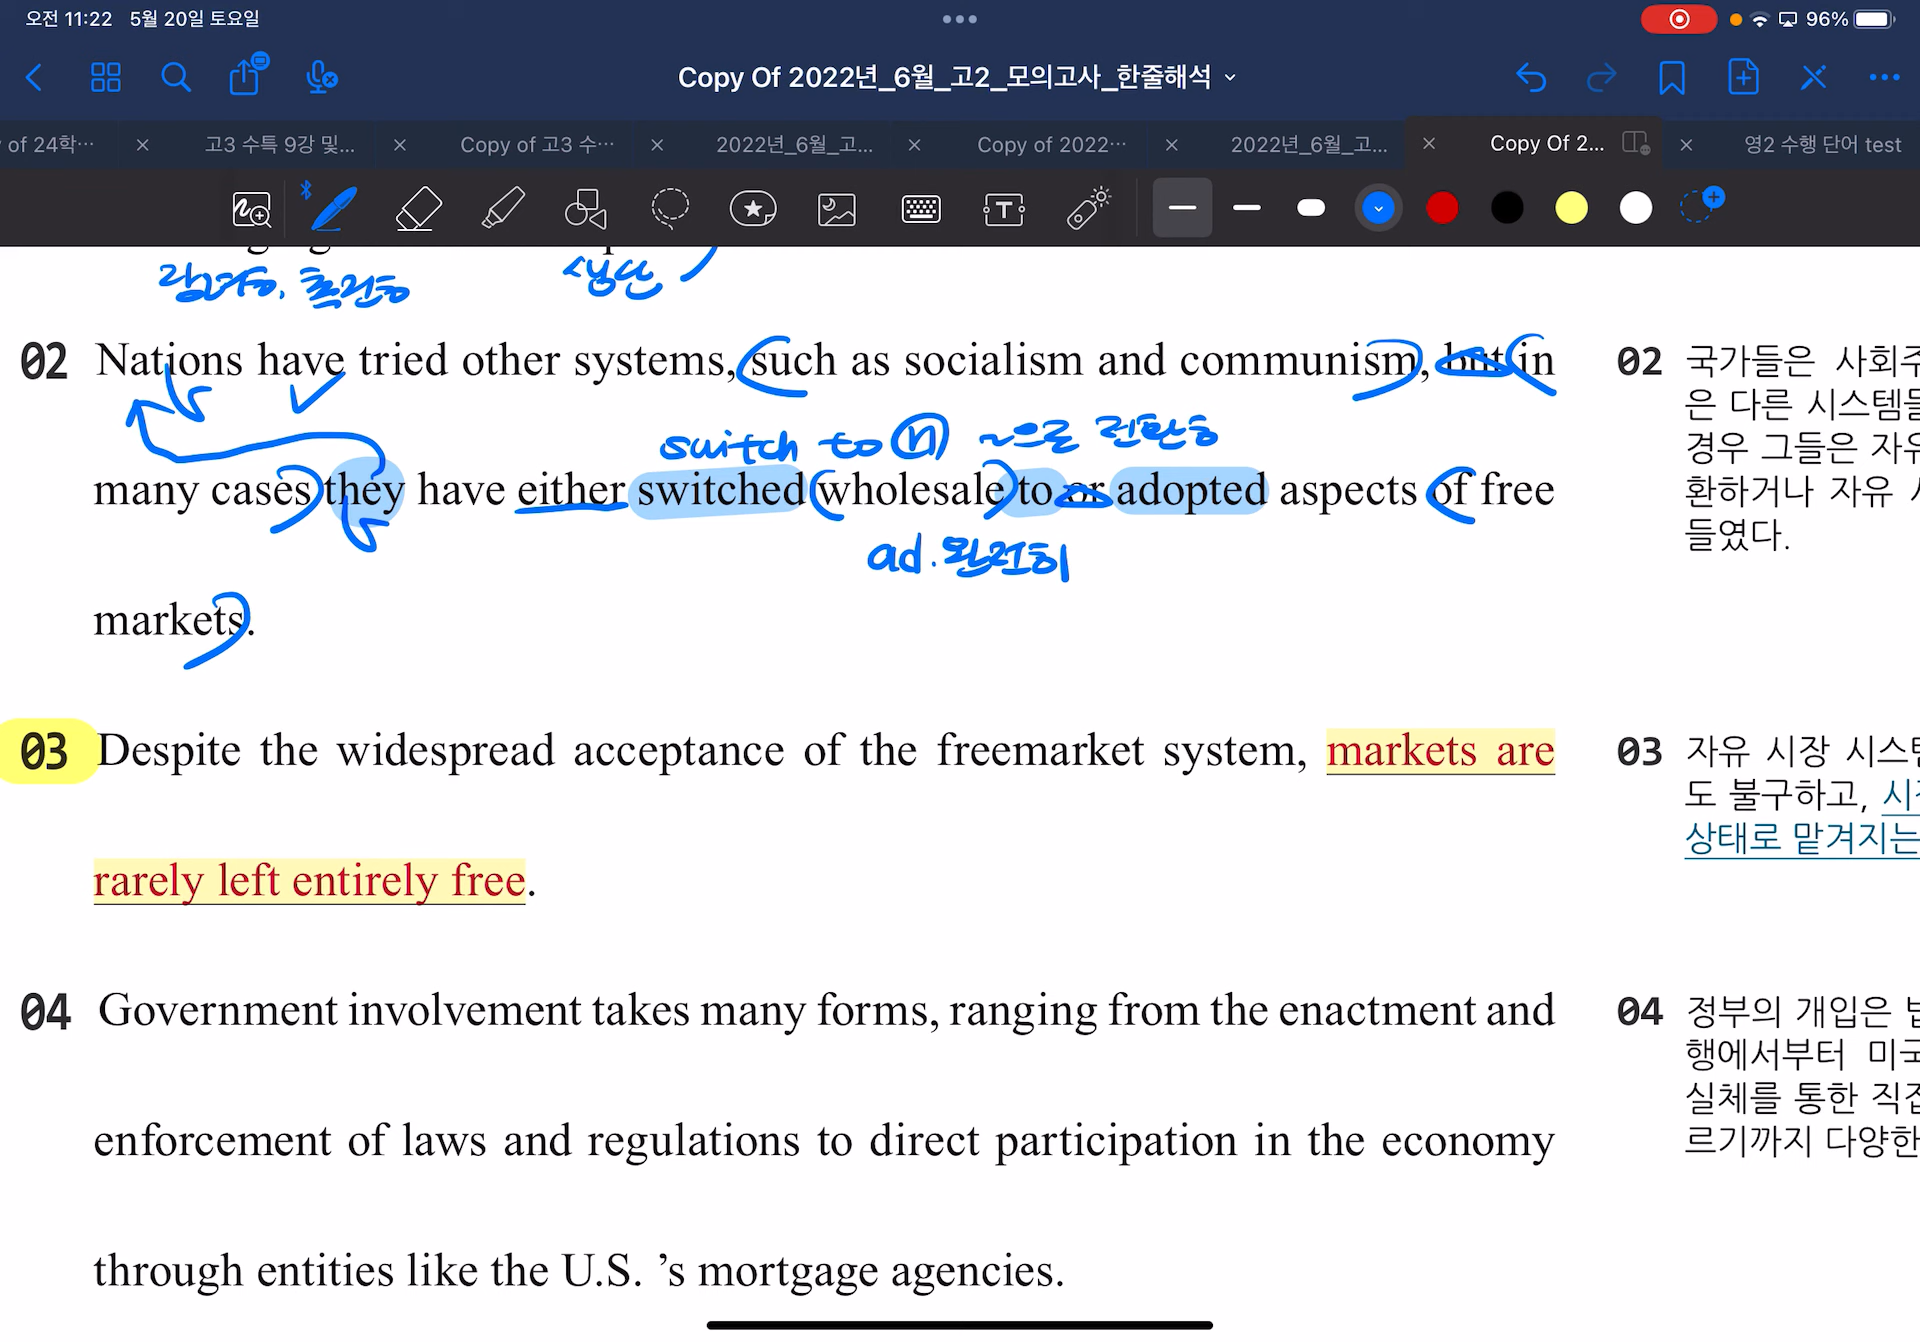 오전 11:22 5월 20일 토요일
96%
Copy Of 2022년_6월_고2_모의고사_한줄해석
of 24학…
고3 수특 9강 및...
Copy of 고3 수…
2022년_6월_고...
Copy of 2022…
2022년_6월_고...
Copy Of 2...
영2 수행 단어 test
생산
02 Nations have tried other systems, such as socialism and communism, but in
switch to ⓝ ~으로 전환하
many cases they have either switched wholesale to or adopted aspects of free
ad. 완전히
markets.
02 국가들은 사회주
은 다른 시스템들
경우 그들은 자유
환하거나 자유 시
들였다.
03 Despite the widespread acceptance of the freemarket system, markets are
rarely left entirely free.
03 자유 시장 시스템
도 불구하고, 시장
상태로 맡겨지는
04 Government involvement takes many forms, ranging from the enactment and
enforcement of laws and regulations to direct participation in the economy
through entities like the U.S. ’s mortgage agencies.
04 정부의 개입은 법
행에서부터 미국
실체를 통한 직접
르기까지 다양한